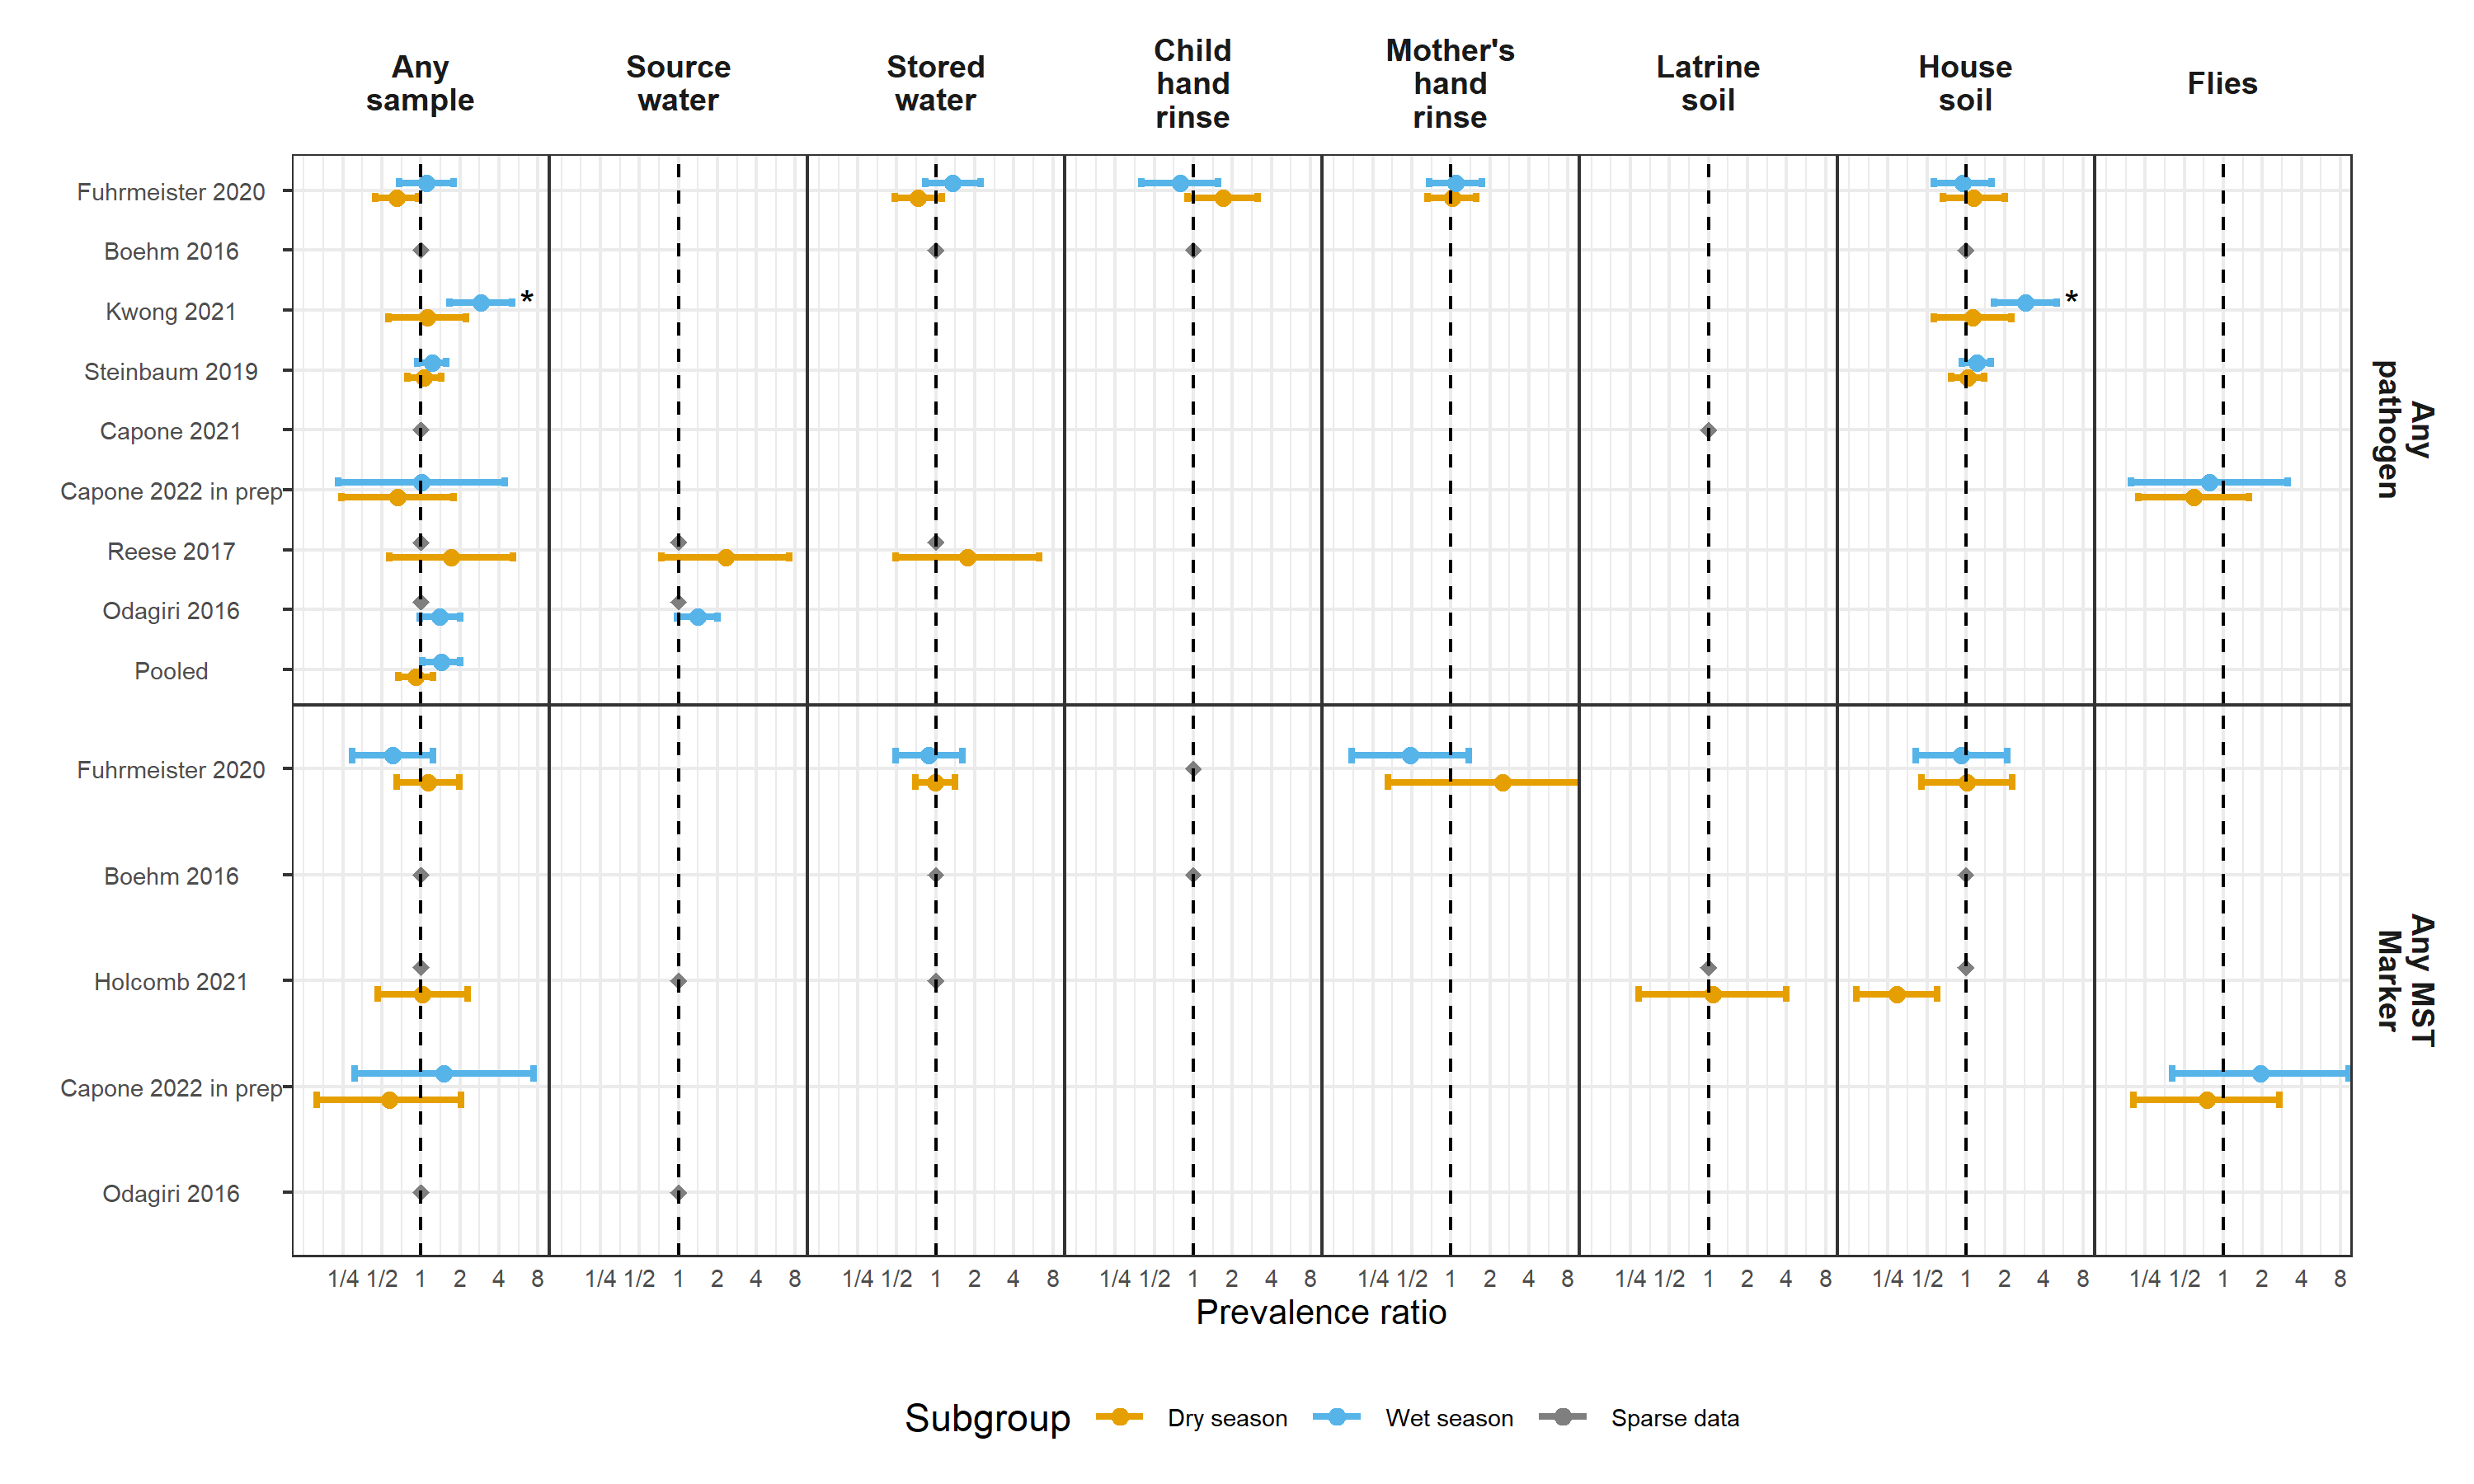 Any
sample
Source
water
Stored
water
Child
hand
rinse
Mother's
hand
rinse
Latrine
soil
House
soil
Flies
Fuhrmeister 2020
Boehm 2016
Kwong 2021
*
*
Steinbaum 2019
Capone 2021
Capone 2022 in prep
Reese 2017
Odagiri 2016
Pooled
Any
pathogen
Fuhrmeister 2020
Boehm 2016
Holcomb 2021
Capone 2022 in prep
Odagiri 2016
Any MST
Marker
1/4 1/2 1 2 4 8
1/4 1/2 1 2 4 8
1/4 1/2 1 2 4 8
1/4 1/2 1 2 4 8
1/4 1/2 1 2 4 8
1/4 1/2 1 2 4 8
1/4 1/2 1 2 4 8
1/4 1/2 1 2 4 8
Prevalence ratio
Subgroup Dry season Wet season Sparse data